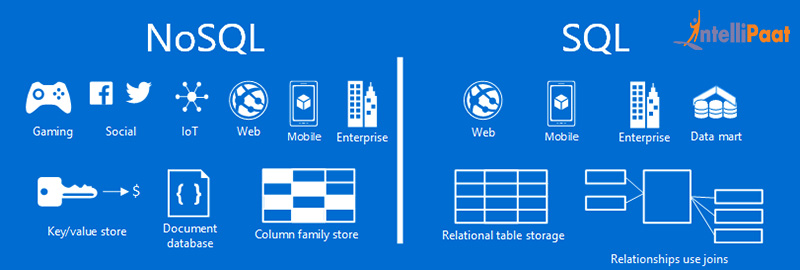 NoSQL
SQL
intelliPaat
Gaming
Social
IoT
Web
Mobile
Enterprise
Web
Mobile
Enterprise
Data mart
$
{ }
Key/value store
Document
database
Column family store
Relational table storage
Relationships use joins